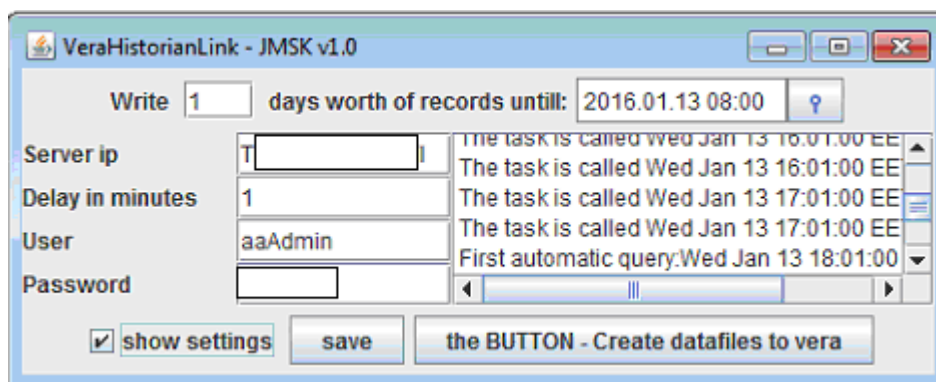 VeraHistorianLink - JMSK v1.0
Write 1 days worth of records untill: 2016.01.13 08:00
Server ip T
Delay in minutes 1
User aaAdmin
Password
The task is called Wed Jan 13 16:01:00 EE
The task is called Wed Jan 13 16:01:00 EE
The task is called Wed Jan 13 17:01:00 EE
The task is called Wed Jan 13 17:01:00 EE
First automatic query:Wed Jan 13 18:01:00
show settings save the BUTTON - Create datafiles to vera